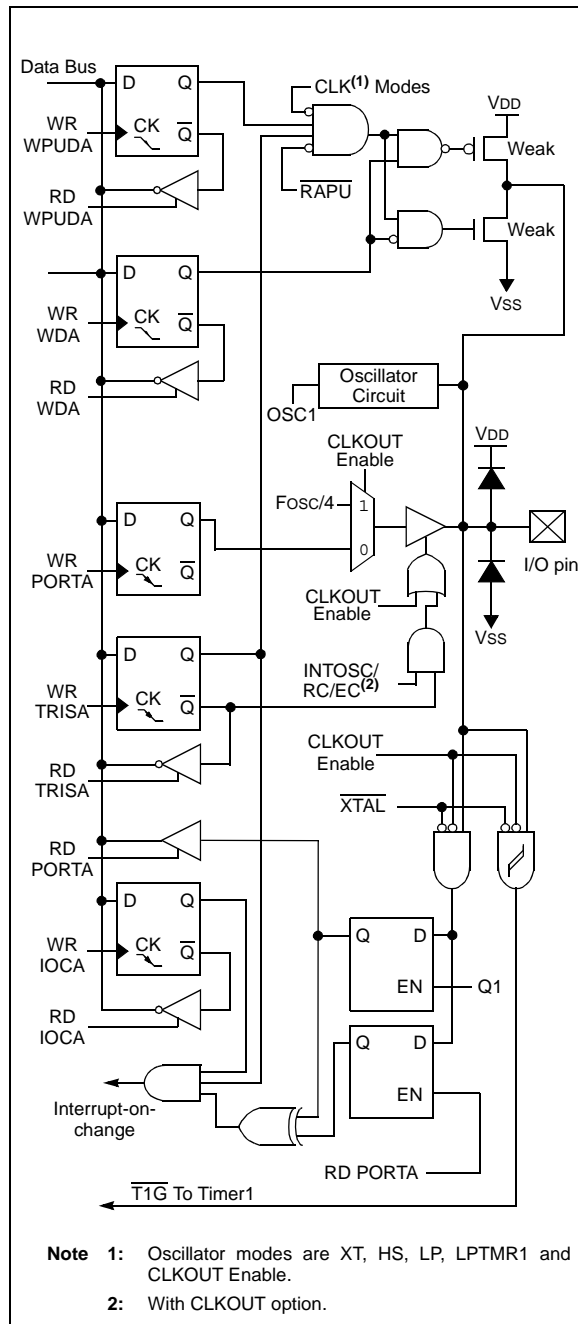 Data Bus
D Q
CLK(1) Modes
VDD
WR
WPUDA
CK
Q
Weak
RD
WPUDA
RAPU
Weak
D Q
VSS
WR
WDA
CK
Q
RD
WDA
Oscillator
Circuit
OSC1
CLKOUT
Enable
VDD
FOSC/4
1
0
D Q
I/O pin
WR
PORTA
CK
Q
CLKOUT
Enable
VSS
D Q
INTOSC/
RC/EC(2)
WR
TRISA
CK
Q
CLKOUT
Enable
RD
TRISA
XTAL
RD
PORTA
D Q
WR
IOCA
CK
Q
Q D
EN
Q1
RD
IOCA
Q D
EN
Interrupt-on-
change
RD PORTA
T1G To Timer1
Note 1: Oscillator modes are XT, HS, LP, LPTMR1 and
CLKOUT Enable.
2: With CLKOUT option.